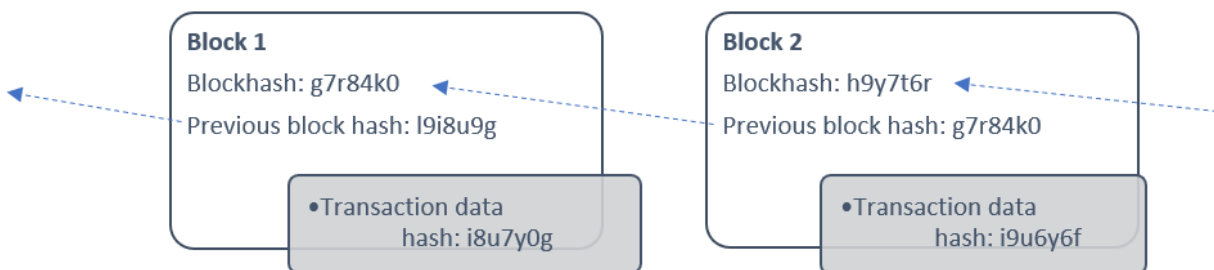 Block 1
Blockhash: g7r84k0
Previous block hash: l9i8u9g
•Transaction data
hash: i8u7y0g
Block 2
Blockhash: h9y7t6r
Previous block hash: g7r84k0
•Transaction data
hash: i9u6y6f